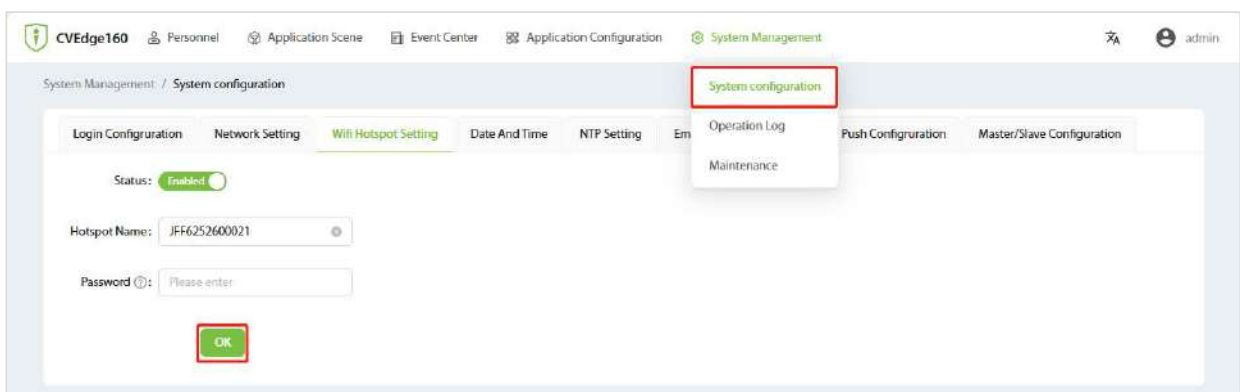 CVEdge160 Personnel Application Scene Event Center Application Configuration System Management admin
System Management / System configuration
System configuration
Operation Log
Maintenance
Login Configruration Network Setting Wifi Hotspot Setting Date And Time NTP Setting Em Push Configruration Master/Slave Configuration
Status: Enabled
Hotspot Name: JFF6252600021
Password ?: Please enter
OK